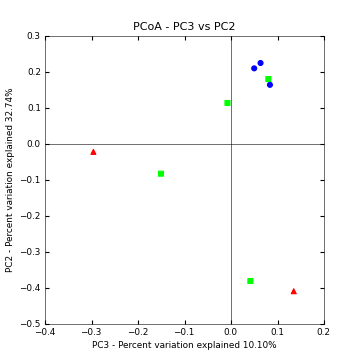 PCoA - PC3 vs PC2
0.3
0.2
0.1
0.0
−0.1
−0.2
−0.3
−0.4
−0.5
PC2 - Percent variation explained 32.74%
−0.4 −0.3 −0.2 −0.1 0.0 0.1 0.2
PC3 - Percent variation explained 10.10%